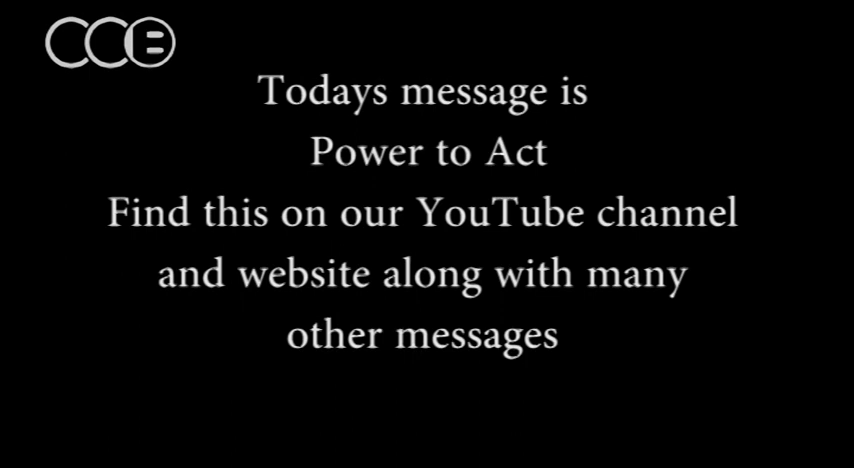 CCB
Todays message is
Power to Act
Find this on our YouTube channel
and website along with many
other messages